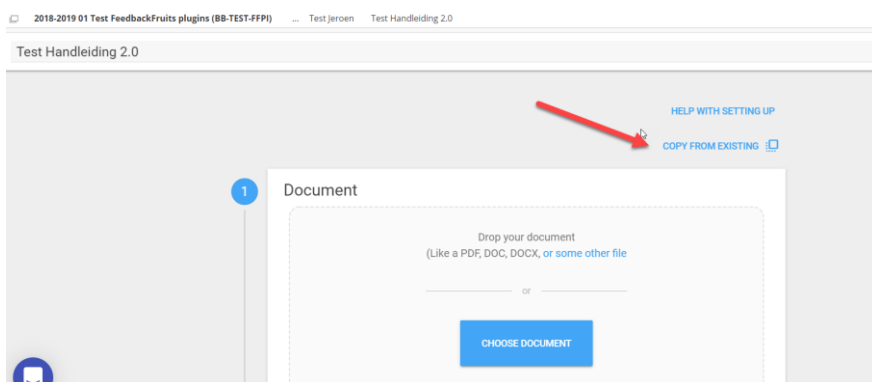 2018-2019 01 Test FeedbackFruits plugins (BB-TEST-FFPI) ... Test Jeroen Test Handleiding 2.0
Test Handleiding 2.0
HELP WITH SETTING UP
COPY FROM EXISTING
1 Document
Drop your document
(Like a PDF, DOC, DOCX, or some other file
or
CHOOSE DOCUMENT